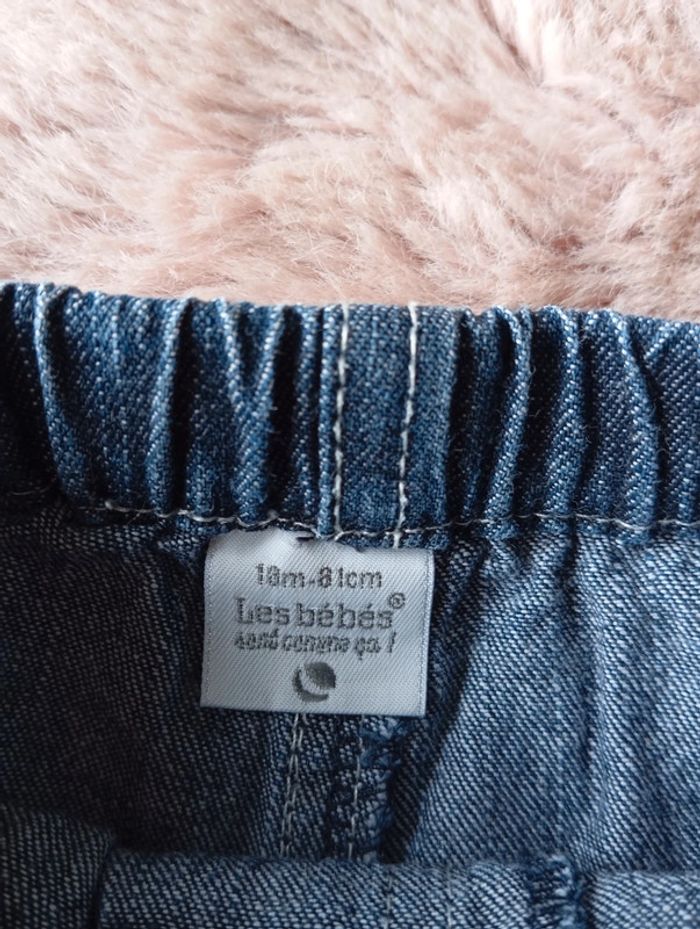 18m-81cm
Les bébés®
sont comme ça !